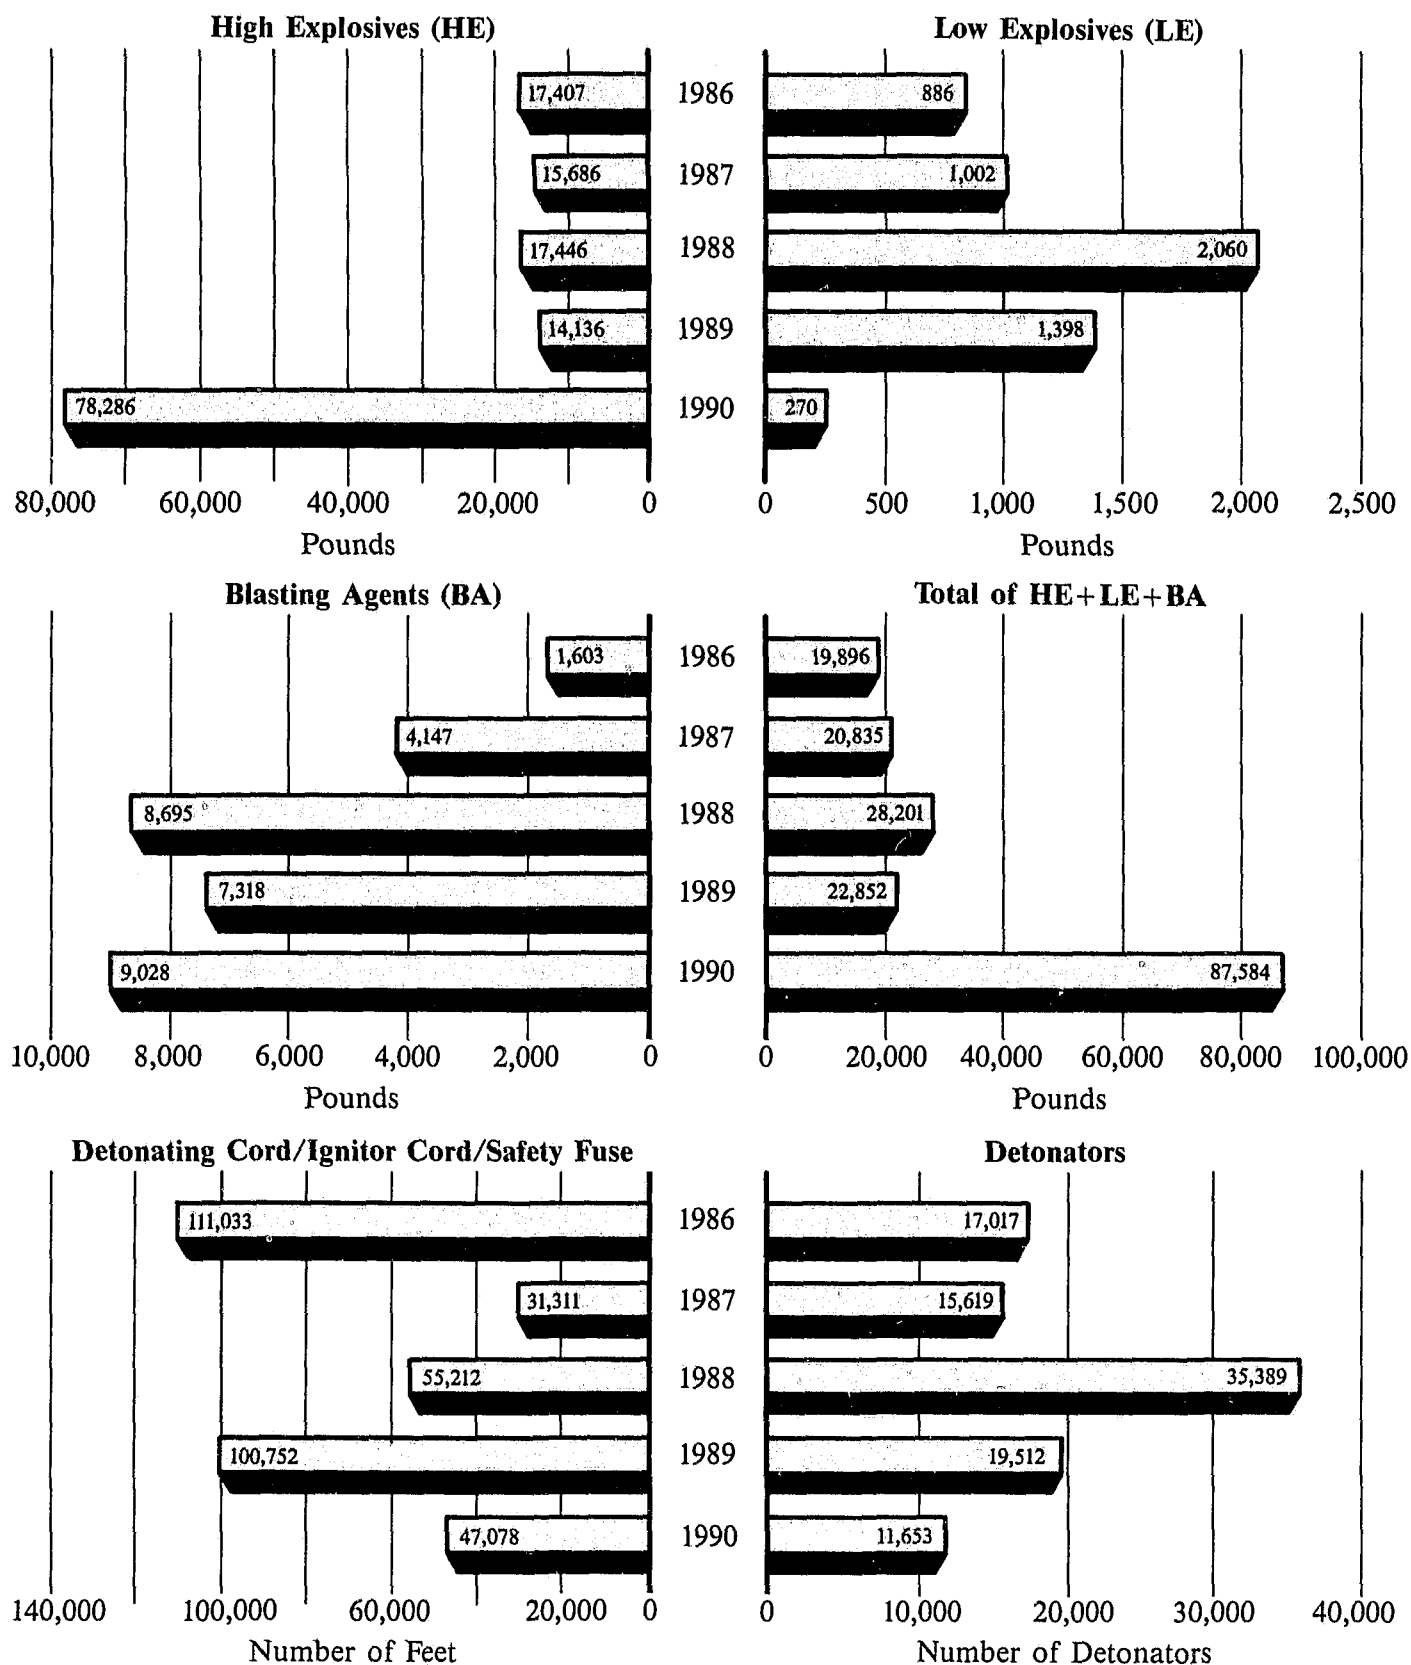 High Explosives (HE)
17,407
15,686
17,446
14,136
78,286
80,000 60,000 40,000 20,000 0
Pounds
1986
1987
1988
1989
1990
Low Explosives (LE)
886
1,002
2,060
1,398
270
0 500 1,000 1,500 2,000 2,500
Pounds
Blasting Agents (BA)
1,603
4,147
8,695
7,318
9,028
10,000 8,000 6,000 4,000 2,000 0
Pounds
1986
1987
1988
1989
1990
Total of HE+LE+BA
19,896
20,835
28,201
22,852
87,584
0 20,000 40,000 60,000 80,000 100,000
Pounds
Detonating Cord/Ignitor Cord/Safety Fuse
111,033
31,311
55,212
100,752
47,078
140,000 100,000 60,000 20,000 0
Number of Feet
1986
1987
1988
1989
1990
Detonators
17,017
15,619
35,389
19,512
11,653
0 10,000 20,000 30,000 40,000
Number of Detonators